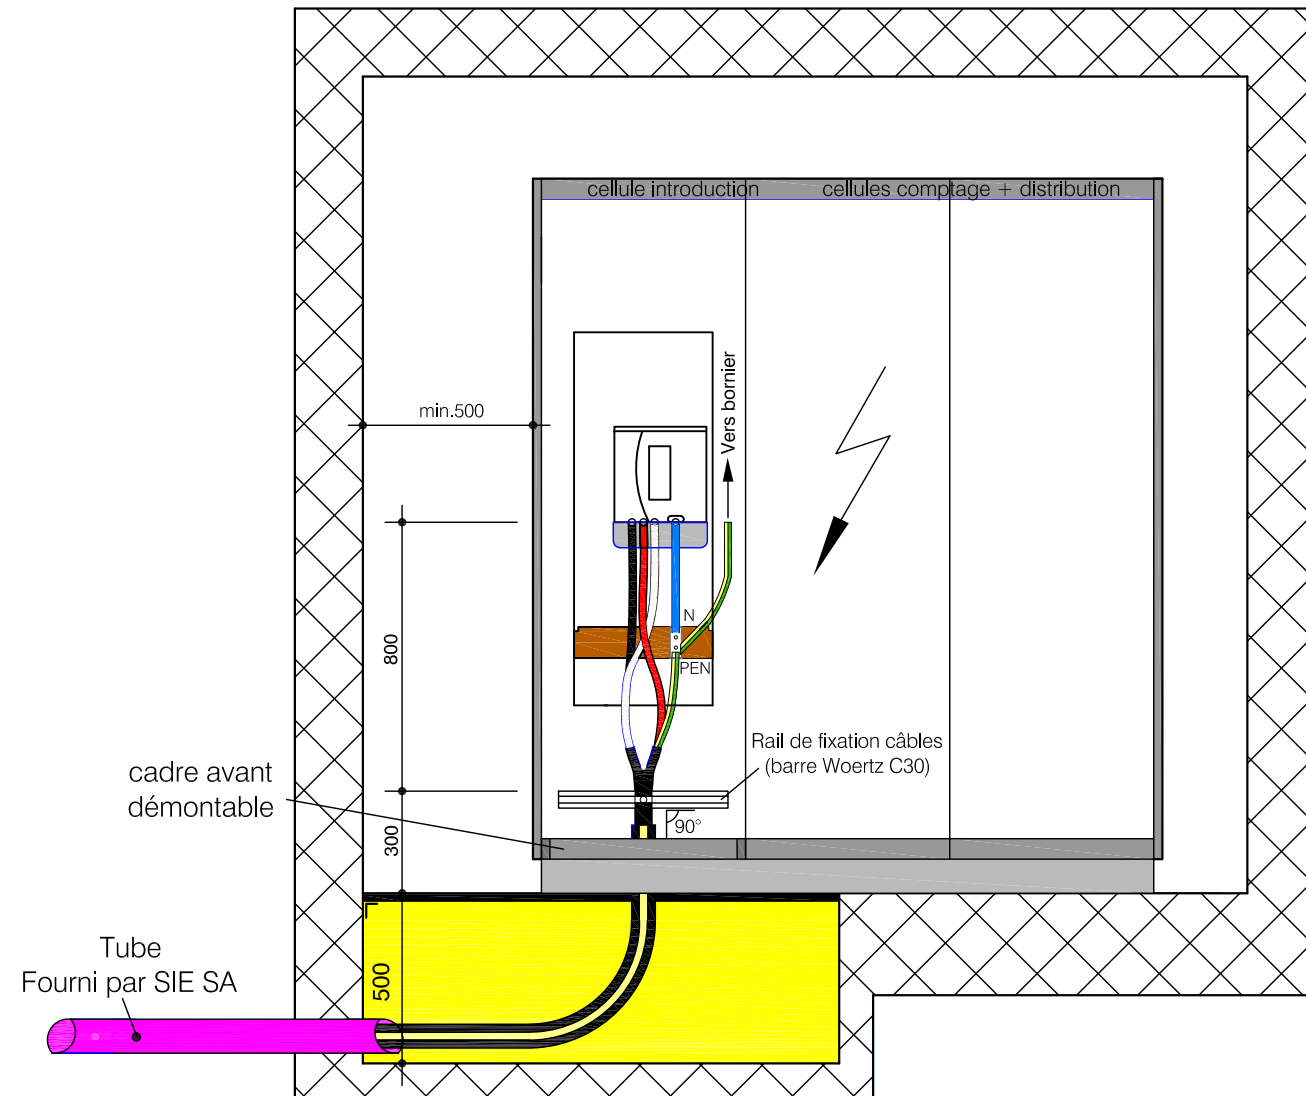 cellule introduction
cellules comptage + distribution
min.500
Vers bornier
800
N
PEN
Rail de fixation câbles
(barre Woertz C30)
cadre avant
démontable
90°
300
Tube
Fourni par SIE SA
500